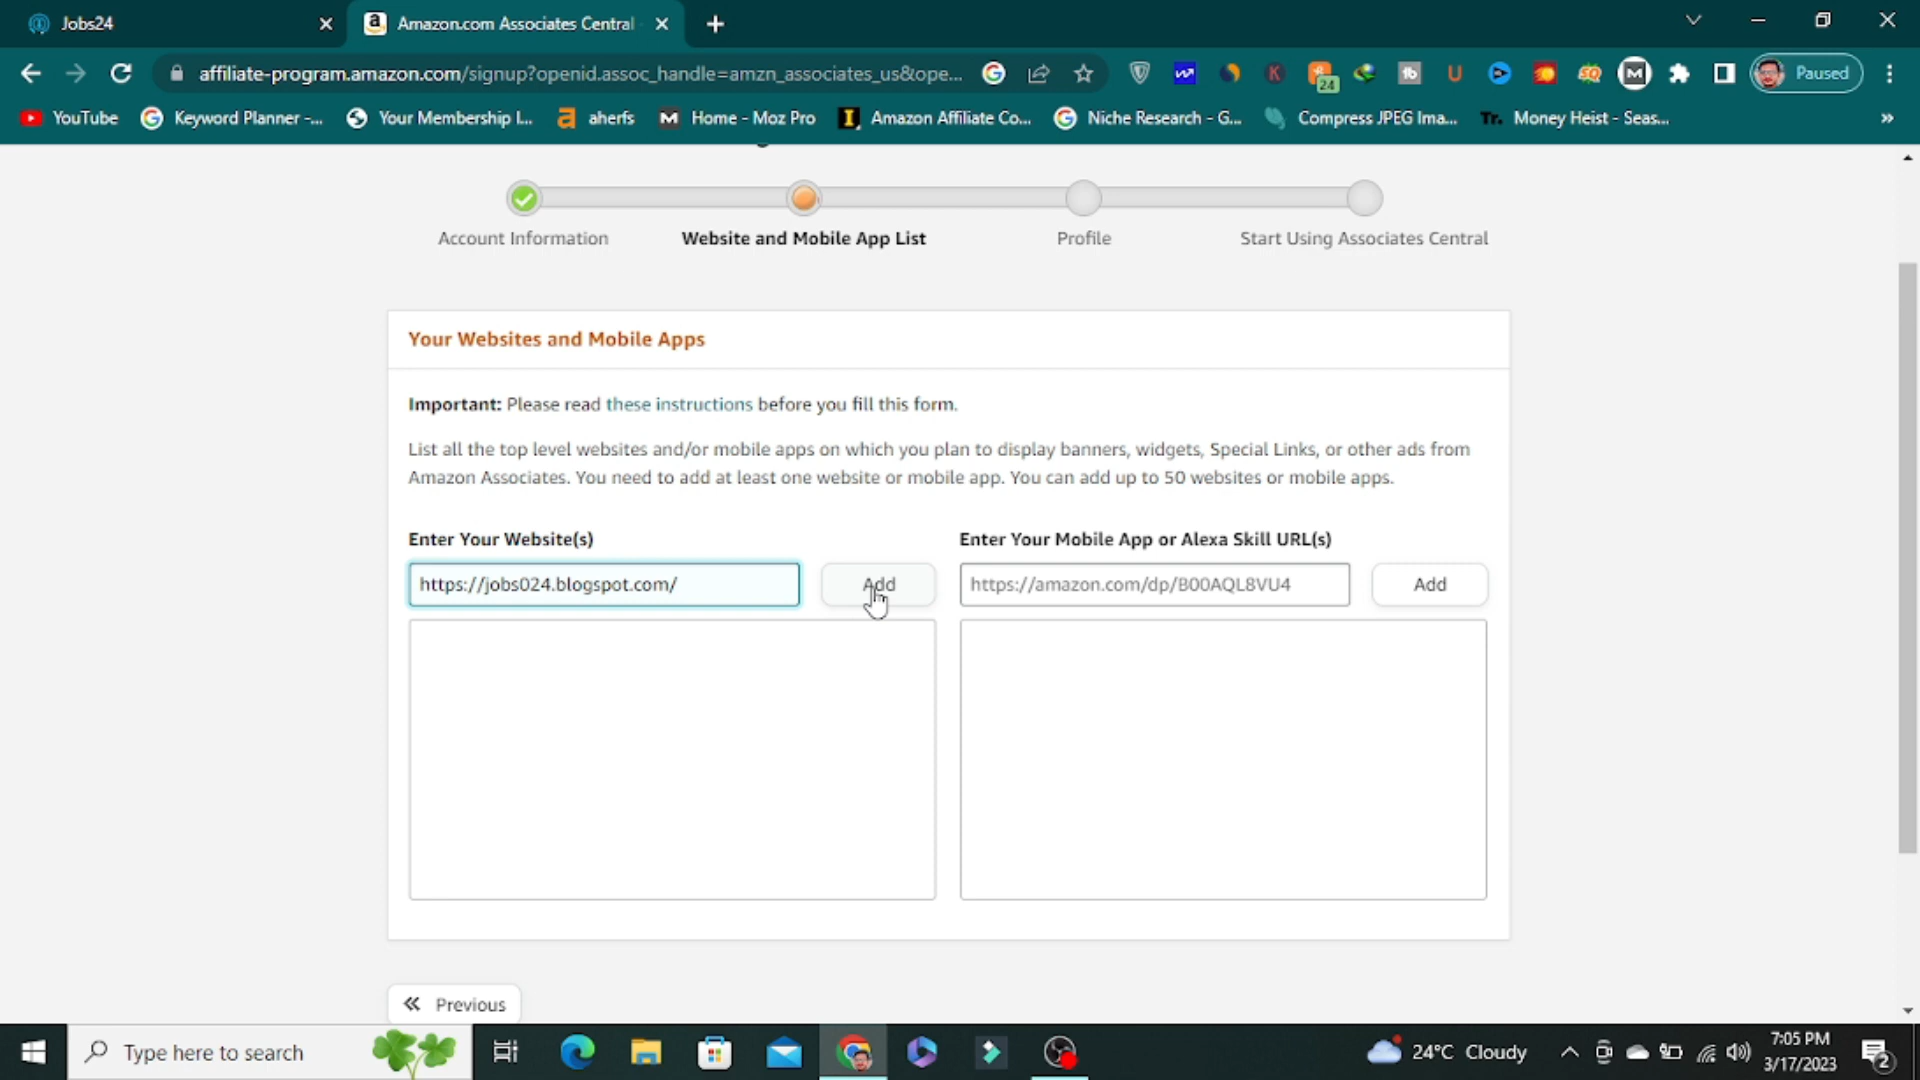 Jobs24
Amazon.com Associates Central
affiliate-program.amazon.com/signup?openid.assoc_handle=amzn_associates_us&ope...
24
Paused
YouTube
Keyword Planner -...
Your Membership I...
aherfs
Home - Moz Pro
Amazon Affiliate Co...
Niche Research - G...
Compress JPEG Ima...
Tr.
Money Heist - Seas...
»
Account Information
Website and Mobile App List
Profile
Start Using Associates Central
Your Websites and Mobile Apps
Important: Please read these instructions before you fill this form.
List all the top level websites and/or mobile apps on which you plan to display banners, widgets, Special Links, or other ads from
Amazon Associates. You need to add at least one website or mobile app. You can add up to 50 websites or mobile apps.
Enter Your Website(s)
Enter Your Mobile App or Alexa Skill URL(s)
https://jobs024.blogspot.com/
Add
https://amazon.com/dp/B00AQL8VU4
Add
« Previous
Type here to search
24°C Cloudy
7:05 PM
3/17/2023
2